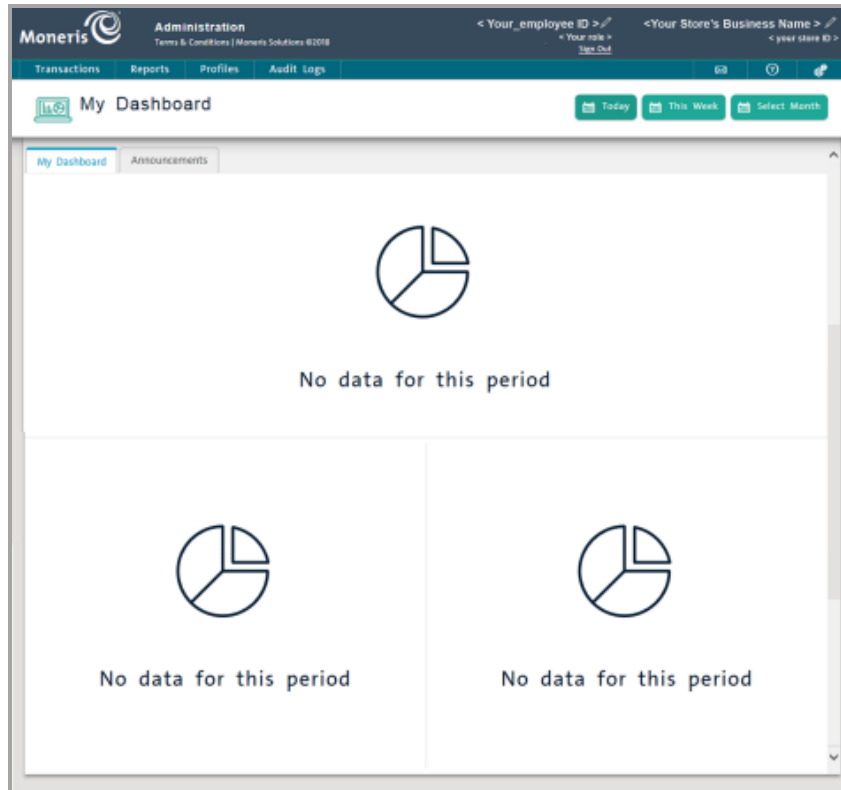 Moneris
Administration
Terms & Conditions | Moneris Solutions ©2018
< Your_employee ID >
< Your role >
Sign Out
<Your Store's Business Name >
< your store ID >
Transactions Reports Profiles Audit Logs
My Dashboard
Today This Week Select Month
My Dashboard Announcements
No data for this period
No data for this period No data for this period